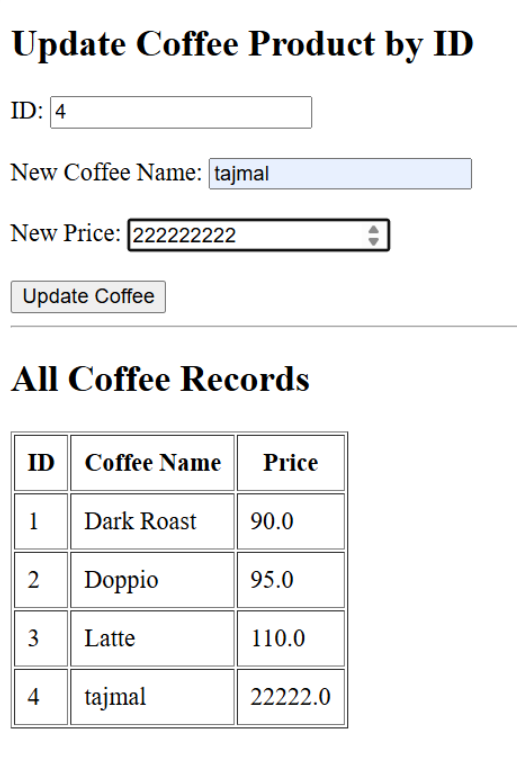 Update Coffee Product by ID
ID: 4
New Coffee Name: tajmal
New Price: 222222222
Update Coffee
All Coffee Records
ID Coffee Name Price
1 Dark Roast 90.0
2 Doppio 95.0
3 Latte 110.0
4 tajmal 22222.0